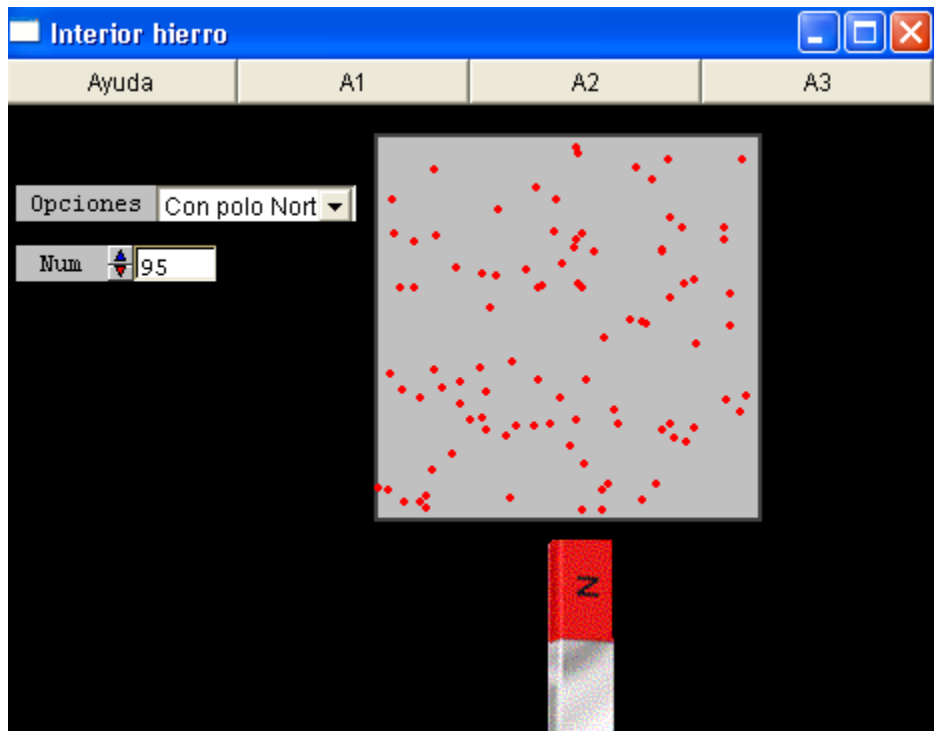 Interior hierro
Ayuda A1 A2 A3
Opciones Con polo Nort
Num 95
N